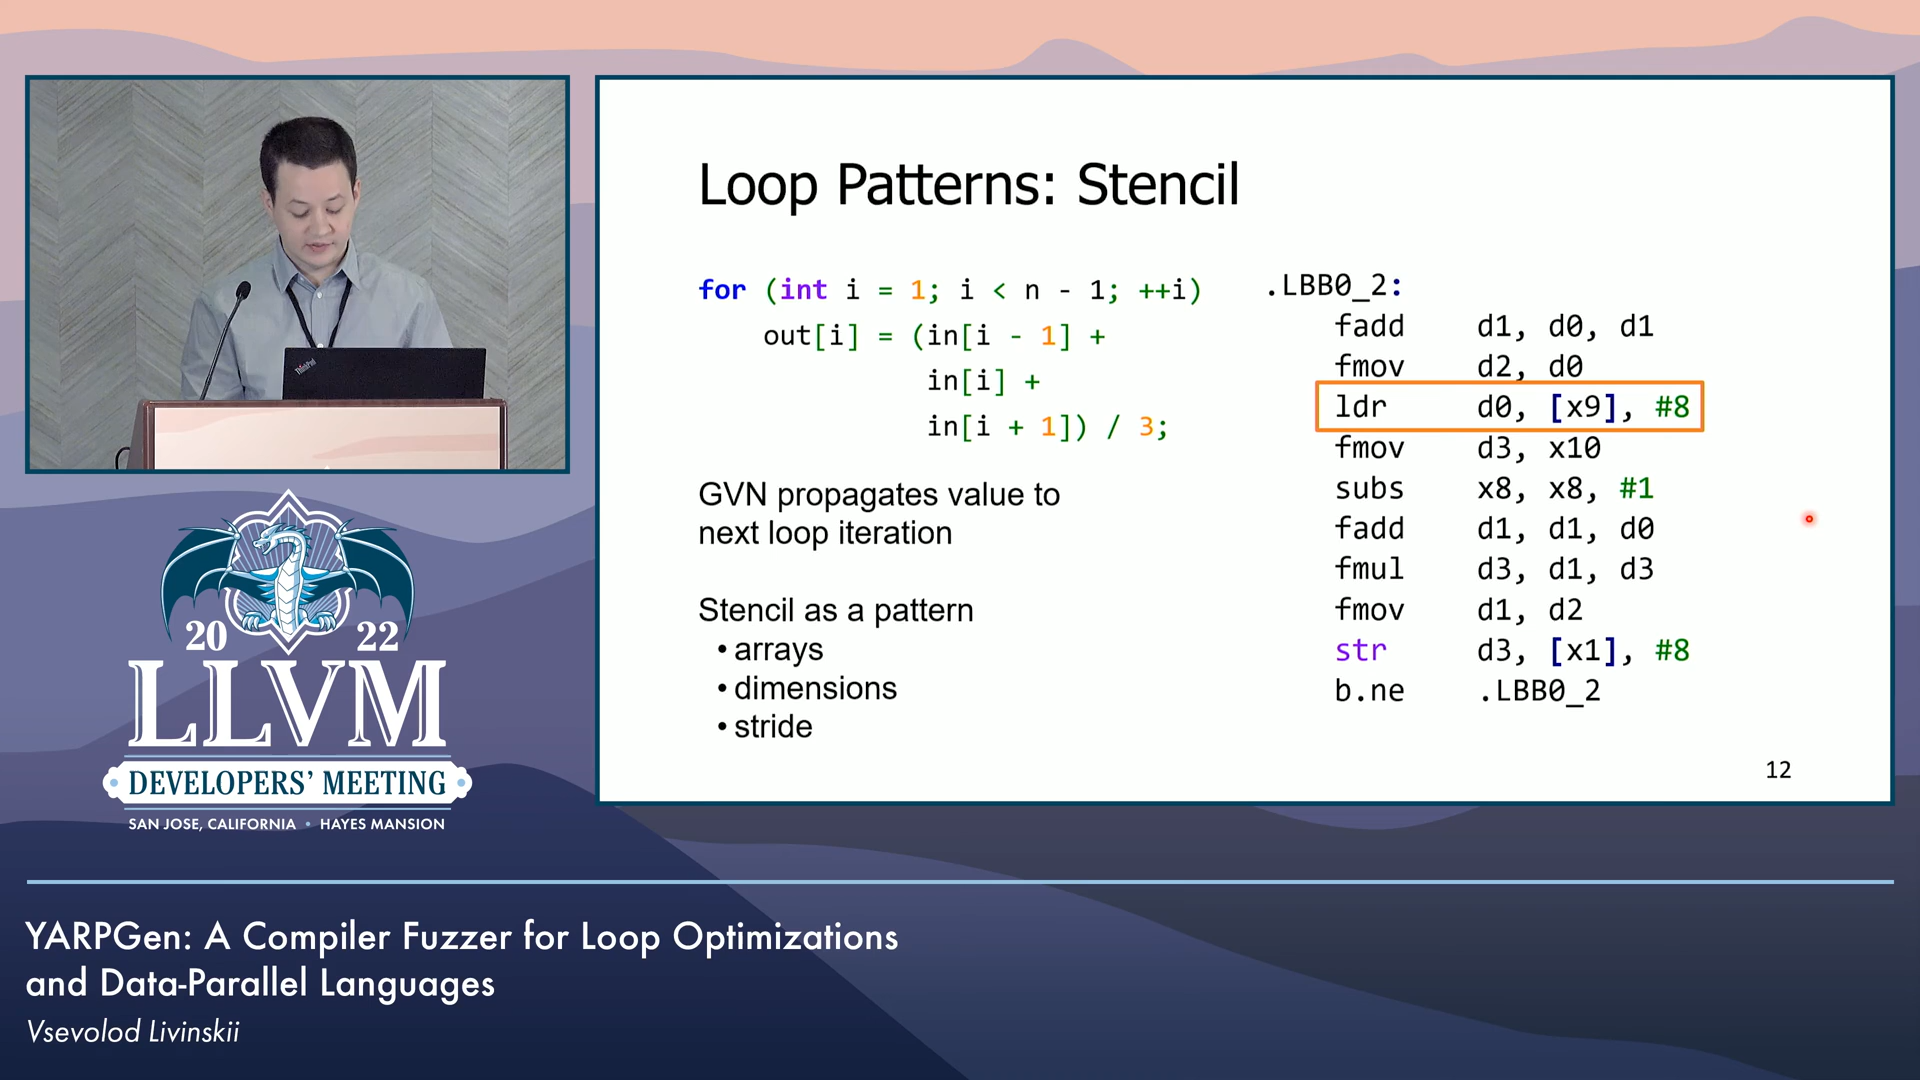 Loop Patterns: Stencil
for (int i = 1; i < n - 1; ++i)
out[i] = (in[i - 1] +
in[i] +
in[i + 1]) / 3;
GVN propagates value to
next loop iteration
Stencil as a pattern
• arrays
• dimensions
• stride
.LBB0_2:
fadd d1, d0, d1
fmov d2, d0
ldr d0, [x9], #8
fmov d3, x10
subs x8, x8, #1
fadd d1, d1, d0
fmul d3, d1, d3
fmov d1, d2
str d3, [x1], #8
b.ne .LBB0_2
12
ThinkPad
20 22
LLVM
DEVELOPERS' MEETING
SAN JOSE, CALIFORNIA • HAYES MANSION
YARPGen: A Compiler Fuzzer for Loop Optimizations
and Data-Parallel Languages
Vsevolod Livinskii